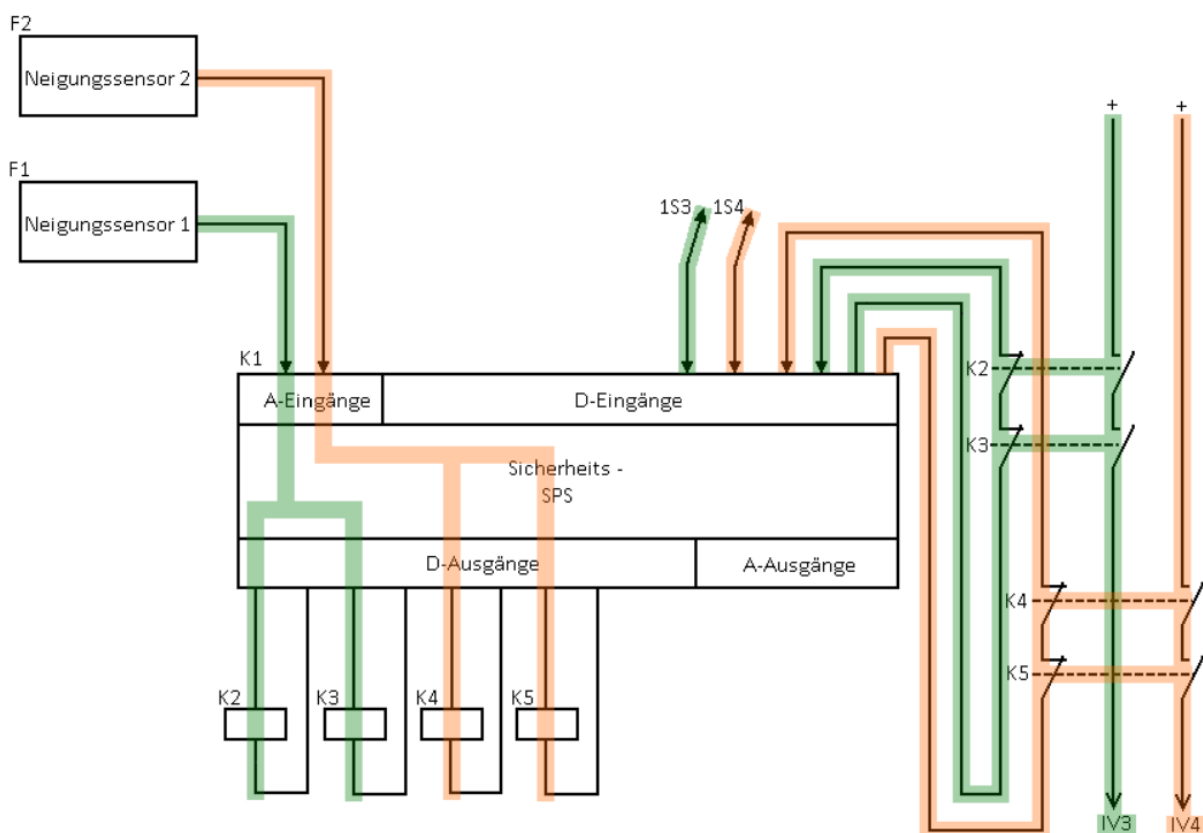 F2
Neigungssensor 2
F1
Neigungssensor 1
+ +
1S3 1S4
K1
K2
A-Eingänge D-Eingänge
K3
Sicherheits -
SPS
D-Ausgänge A-Ausgänge
K4
K5
K2 K3 K4 K5
IV3 IV4